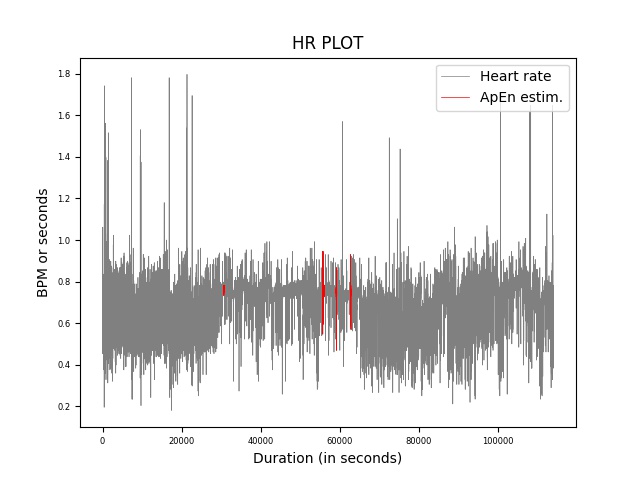 HR PLOT
Heart rate
ApEn estim.
BPM or seconds
1.8
1.6
1.4
1.2
1.0
0.8
0.6
0.4
0.2
0 20000 40000 60000 80000 100000
Duration (in seconds)